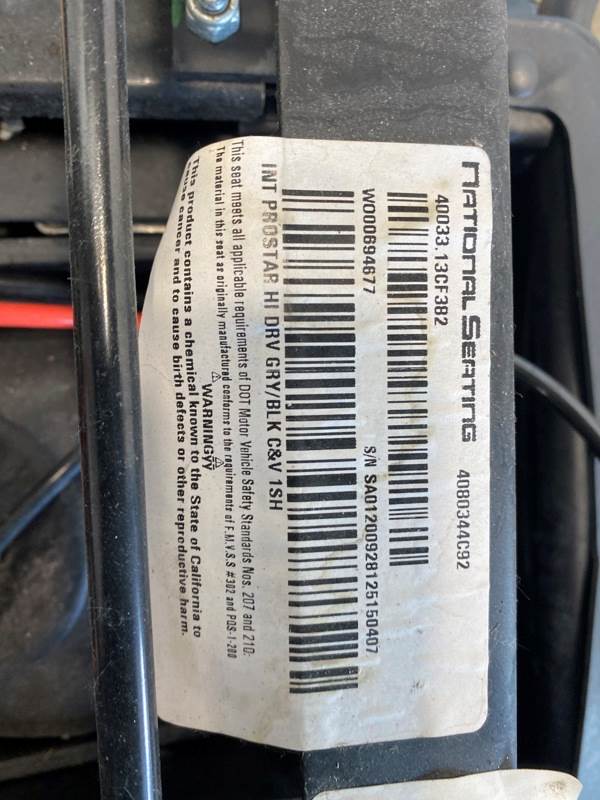 NATIONAL SEATING 4080344C92
40033.13CF382
WO00694677 S/N SA01200928125150407
INT PROSTAR HI DRV GRY/BLK C&V 1SH
This seat meets all applicable requirements of DOT Motor Vehicle Safety Standards Nos. 207 and 210.
The material in this seat as originally manufactured conforms to the requirements of F.M.V.S.S #302 and PDS-1-200
WARNING
This product contains a chemical known to the State of California to
cause cancer and to cause birth defects or other reproductive harm.